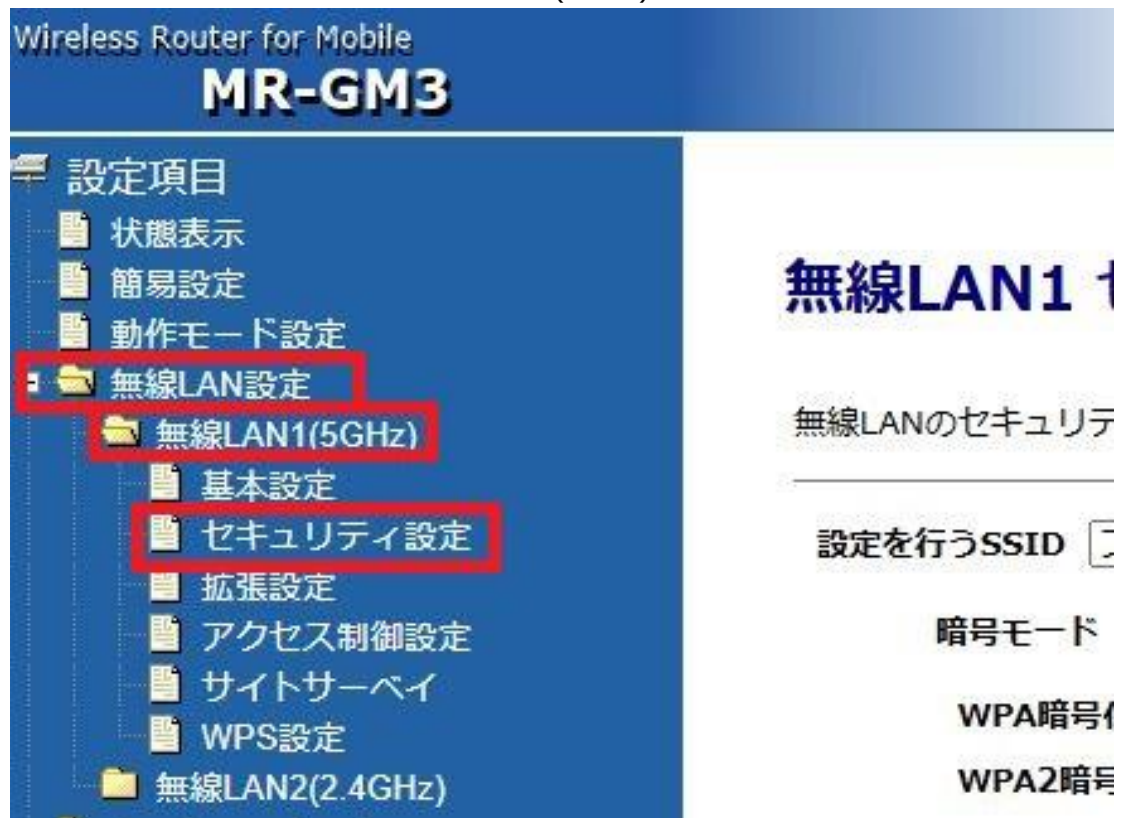 Wireless Router for Mobile
MR-GM3
設定項目
状態表示
簡易設定
動作モード設定
無線LAN設定
無線LAN1(5GHz)
基本設定
セキュリティ設定
拡張設定
アクセス制御設定
サイトサーベイ
WPS設定
無線LAN2(2.4GHz)
無線LAN1
無線LANのセキュリテ
設定を行うSSID
暗号モード
WPA暗号
WPA2暗号